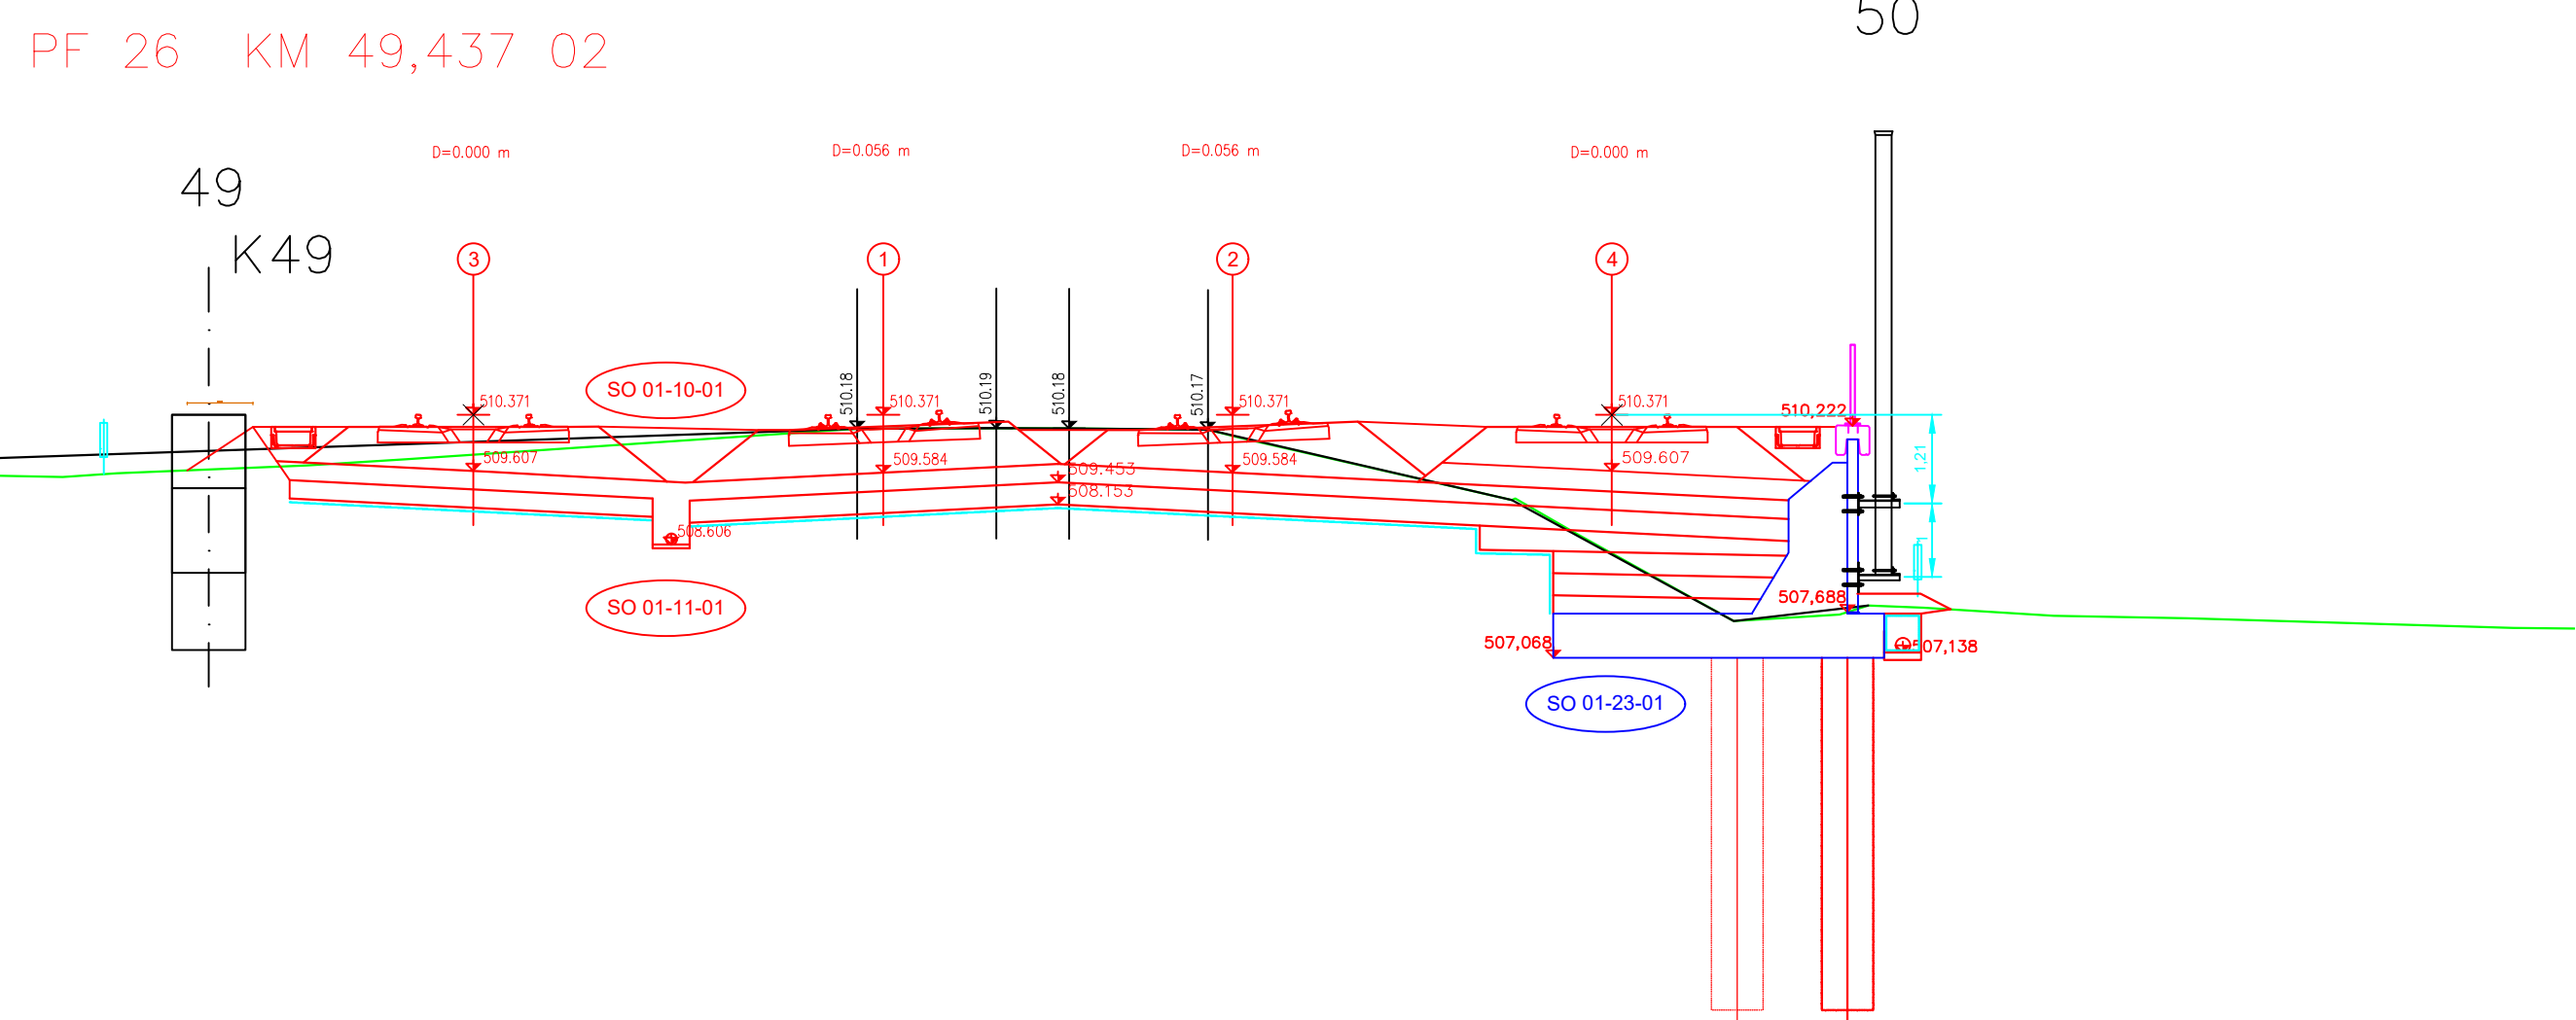 50
PF 26 KM 49,437 02
D=0.000 m
D=0.056 m
D=0.056 m
D=0.000 m
49
K49
3
1
2
4
SO 01-10-01
510.371
510.18
510.371
510.19
510.18
510.17
510.371
510.371
510,222
509.607
509.584
509.453
509.584
509.607
1,21
508.153
508.606
SO 01-11-01
507,688
507,068
507,138
SO 01-23-01